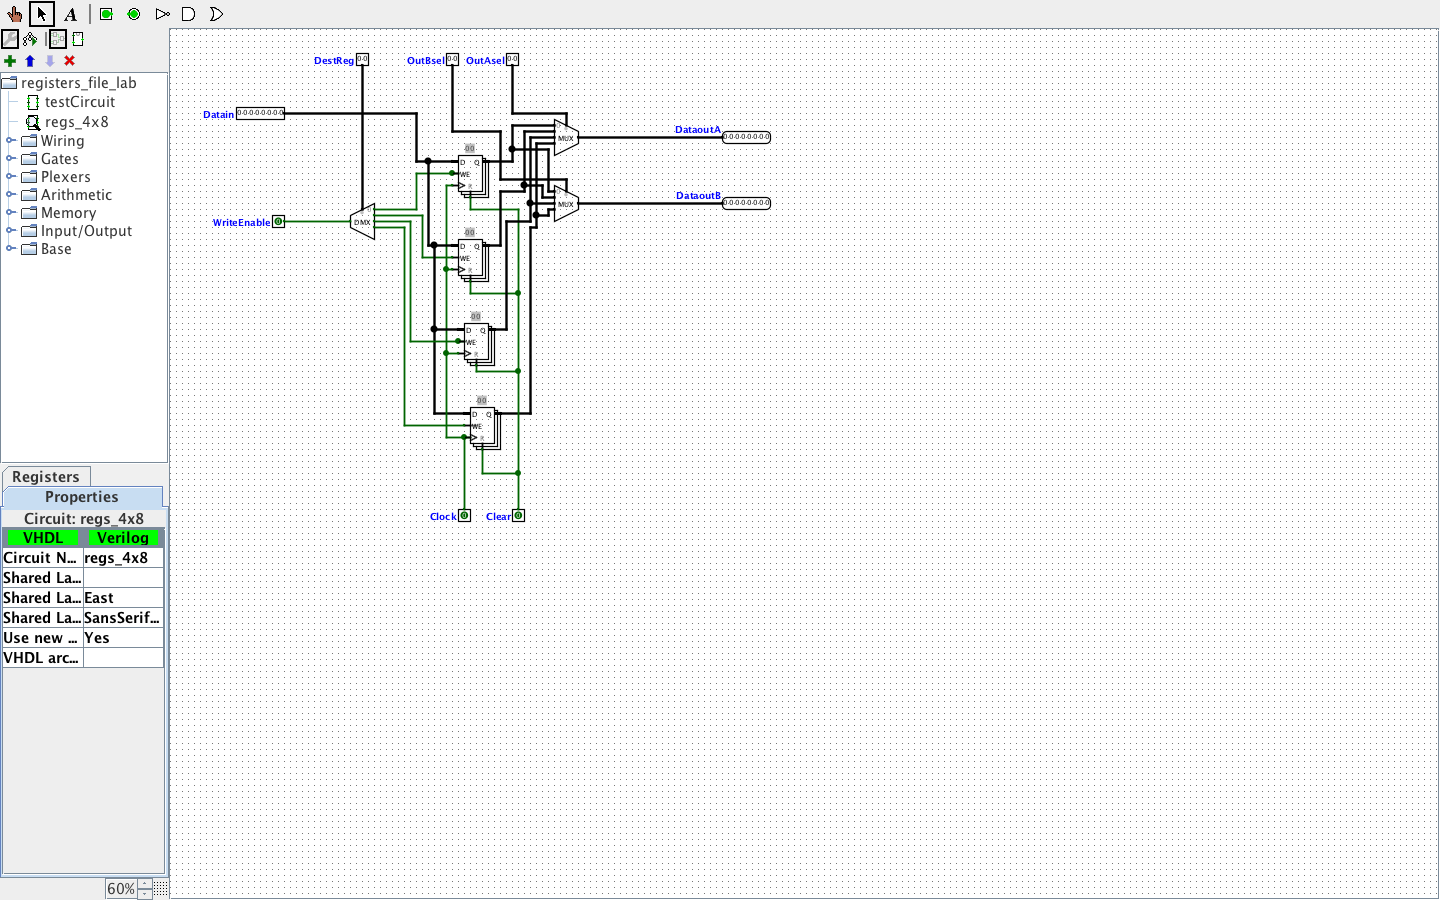 A
registers_file_lab
testCircuit
regs_4x8
Wiring
Gates
Plexers
Arithmetic
Memory
Input/Output
Base
Registers
Properties
Circuit: regs_4x8
VHDL Verilog
Circuit N... regs_4x8
Shared La...
Shared La... East
Shared La... SansSerif...
Use new ... Yes
VHDL arc...
60%
DestReg 0 0 OutBsel 0 0 OutAsel 0 0
Datain 0 0 0 0 0 0 0 0
MUX DataoutA 0 0 0 0 0 0 0 0
00
D Q
WE
R
MUX DataoutB 0 0 0 0 0 0 0 0
WriteEnable 0 DMX
00
D Q
WE
R
00
D Q
WE
R
00
D Q
WE
R
Clock 0 Clear 0